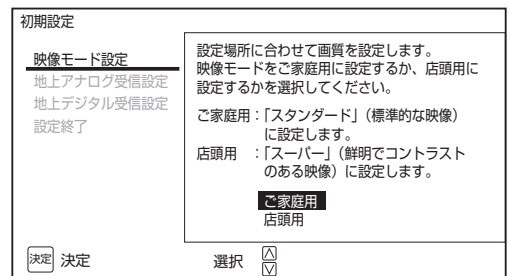 初期設定
映像モード設定
地上アナログ受信設定
地上デジタル受信設定
設定終了
設定場所に合わせて画質を設定します。
映像モードをご家庭用に設定するか、店頭用に
設定するかを選択してください。
ご家庭用：「スタンダード」（標準的な映像）
に設定します。
店頭用　：「スーパー」（鮮明でコントラスト
のある映像）に設定します。
ご家庭用
店頭用
決定 決定
選択